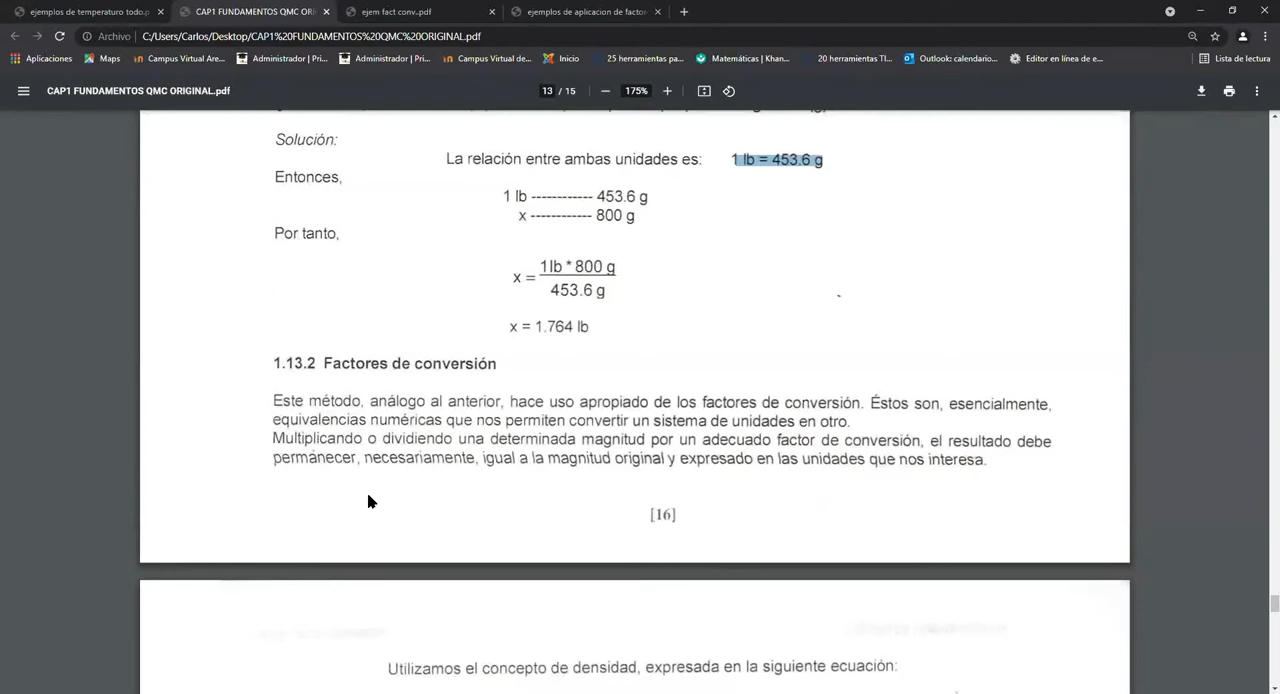 ejemplos de temperaturo todo.p
CAP1 FUNDAMENTOS QMC ORI
ejem fact conv..pdf
ejemplos de aplicacion de factor
Archivo
C:/Users/Carlos/Desktop/CAP1%20FUNDAMENTOS%20QMC%20ORIGINAL.pdf
Aplicaciones
Maps
Campus Virtual Are...
Administrador | Pri...
Administrador | Pri...
Campus Virtual de...
Inicio
25 herramientas pa...
Matemáticas | Khan...
20 herramientas TI...
Outlook: calendario...
Editor en línea de e...
Lista de lectura
CAP1 FUNDAMENTOS QMC ORIGINAL.pdf
13 / 15
175%
Solución:
La relación entre ambas unidades es: 1 lb = 453.6 g
Entonces,
1 lb ------------ 453.6 g
x ------------ 800 g
Por tanto,
x = 1lb * 800 g
453.6 g
x = 1.764 lb
1.13.2 Factores de conversión
Este método, análogo al anterior, hace uso apropiado de los factores de conversión. Éstos son, esencialmente,
equivalencias numéricas que nos permiten convertir un sistema de unidades en otro.
Multiplicando o dividiendo una determinada magnitud por un adecuado factor de conversión, el resultado debe
permanecer, necesariamente, igual a la magnitud original y expresado en las unidades que nos interesa.
[16]
Utilizamos el concepto de densidad, expresada en la siguiente ecuación: